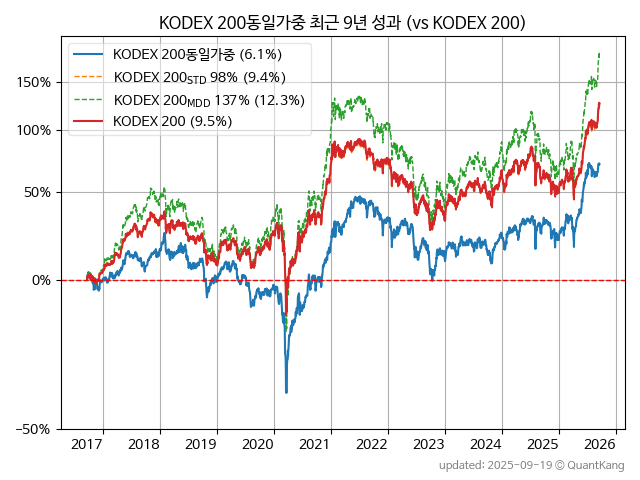 KODEX 200동일가중 최근 9년 성과 (vs KODEX 200)
KODEX 200동일가중 (6.1%)
KODEX 200STD 98% (9.4%)
KODEX 200MDD 137% (12.3%)
KODEX 200 (9.5%)
150%
100%
50%
0%
−50%
2017 2018 2019 2020 2021 2022 2023 2024 2025 2026
updated: 2025-09-19 ⓒ QuantKang